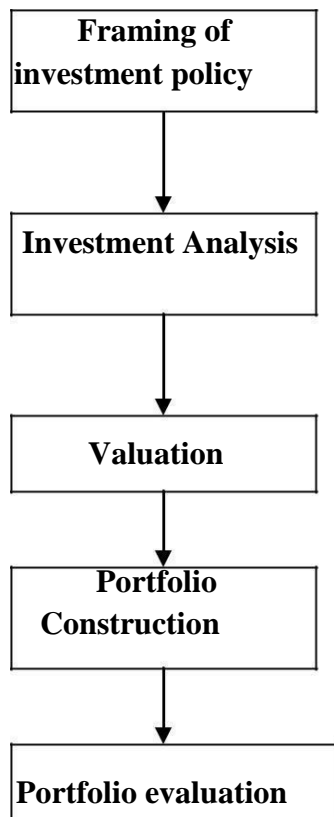 Framing of
investment policy
Investment Analysis
Valuation
Portfolio
Construction
Portfolio evaluation